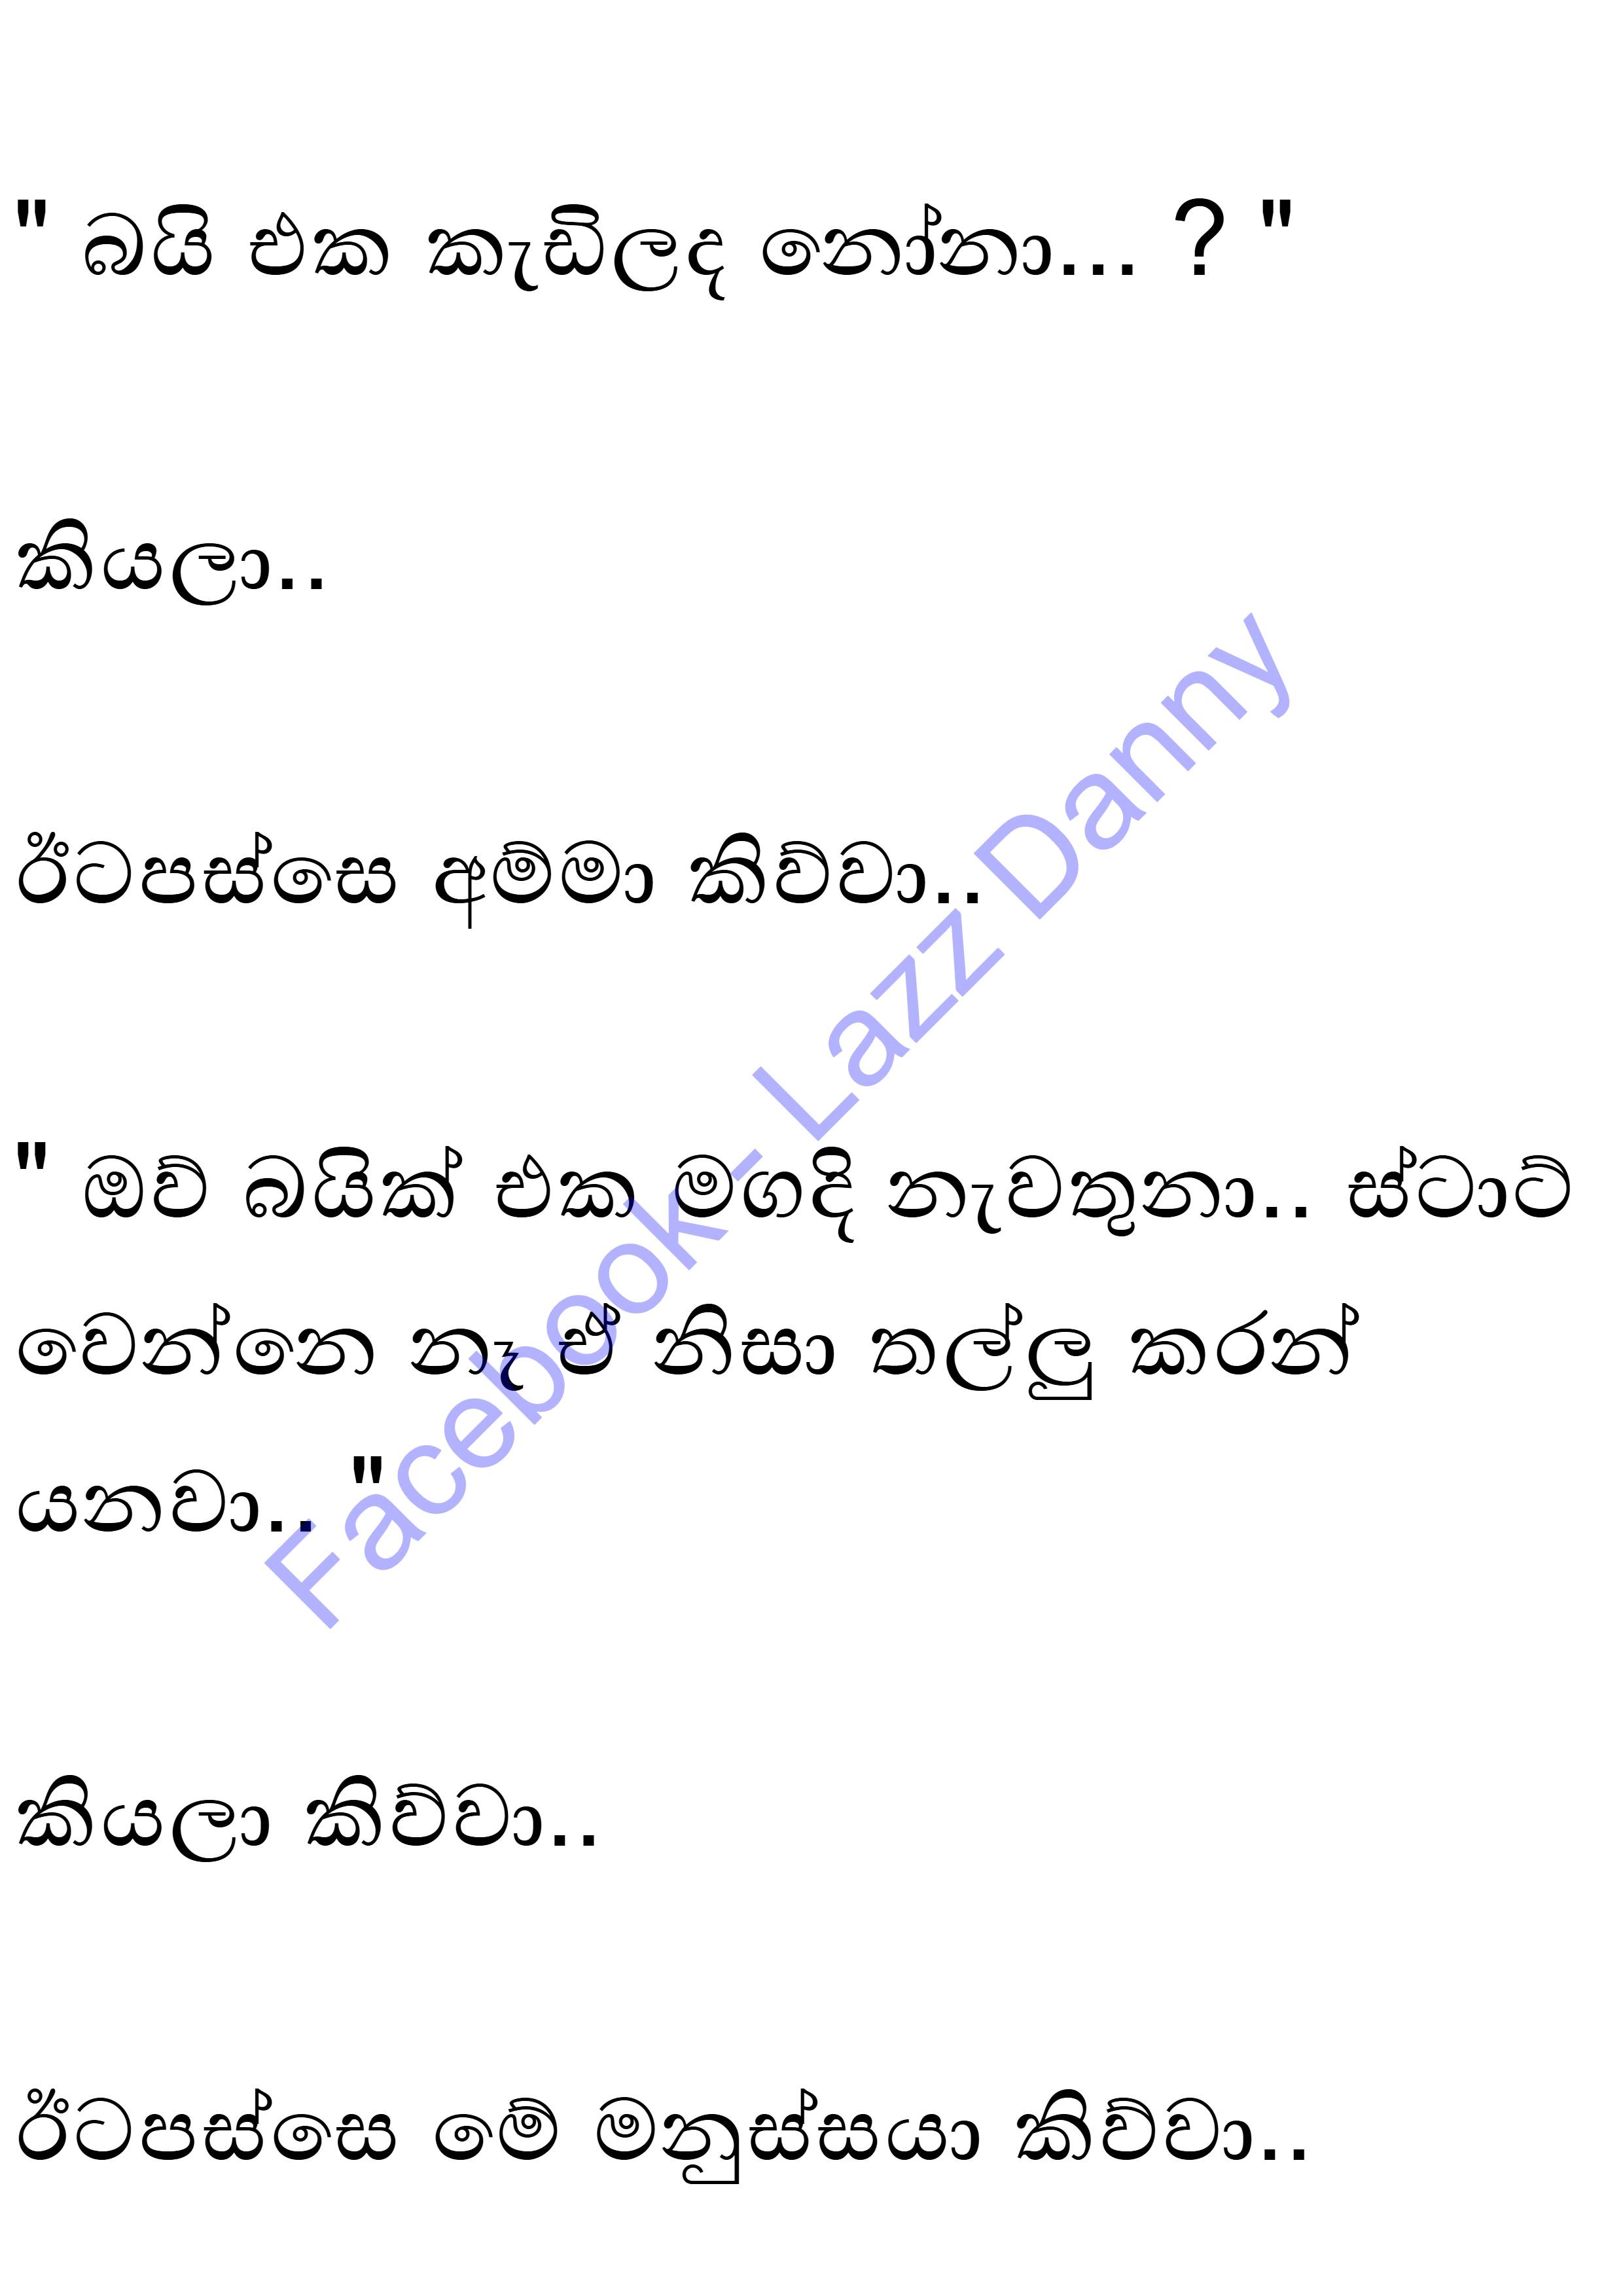 " බයි එක කැඩිලද නෝනා... ? "
කියලා..
ඊටපස්සෙ අම්මා කිව්වා..
" ඔව් බයික් එක මගදි නැවතුනා.. ස්ටාට්
වෙන්නෙ නෑ ඒ නිසා තල්ලු කරන්
යනවා.. "
කියලා කිව්වා..
ඊටපස්සෙ මේ මනුස්සයා කිව්වා..
Facebook- Lazz Danny